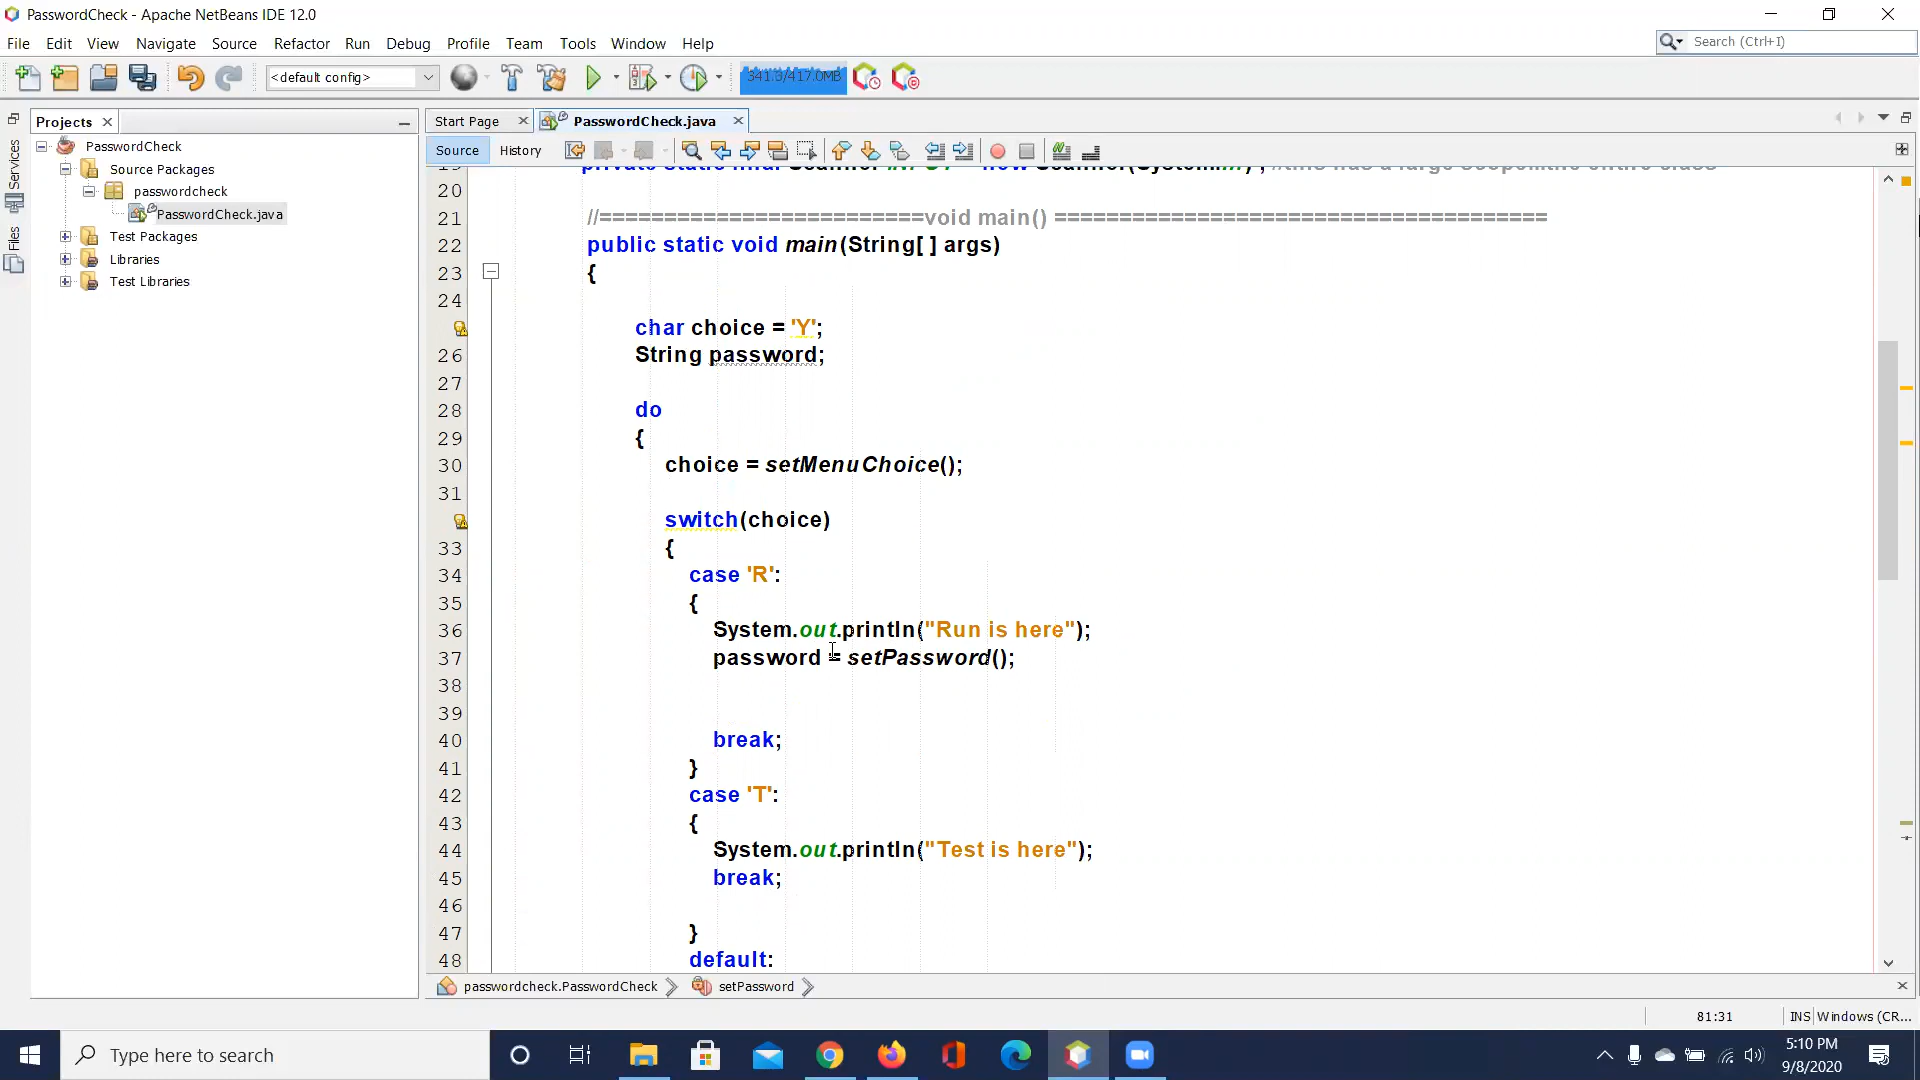 PasswordCheck - Apache NetBeans IDE 12.0
File Edit View Navigate Source Refactor Run Debug Profile Team Tools Window Help
Search (Ctrl+I)
<default config>
341.3/417.0MB
Projects
Start Page
PasswordCheck.java
Source
History
Services
Files
PasswordCheck
Source Packages
passwordcheck
PasswordCheck.java
Test Packages
Libraries
Test Libraries
20
21 //=========================void main() ======================================
22 public static void main(String[ ] args)
23 {
24
char choice = 'Y';
26 String password;
27
28 do
29 {
30 choice = setMenuChoice();
31
switch(choice)
33 {
34 case 'R':
35 {
36 System.out.println("Run is here");
37 password = setPassword();
38
39
40 break;
41 }
42 case 'T':
43 {
44 System.out.println("Test is here");
45 break;
46
47 }
48 default:
passwordcheck.PasswordCheck
setPassword
81:31
INS
Windows (CR...
Type here to search
5:10 PM
9/8/2020